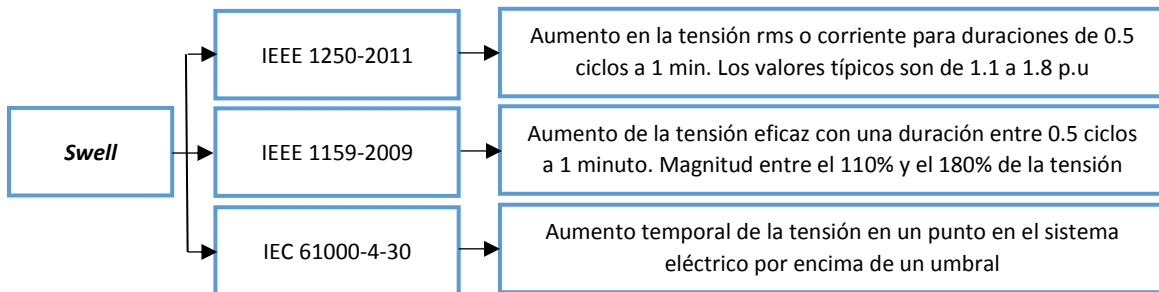 Swell
IEEE 1250-2011
Aumento en la tensión rms o corriente para duraciones de 0.5
ciclos a 1 min. Los valores típicos son de 1.1 a 1.8 p.u
IEEE 1159-2009
Aumento de la tensión eficaz con una duración entre 0.5 ciclos
a 1 minuto. Magnitud entre el 110% y el 180% de la tensión
IEC 61000-4-30
Aumento temporal de la tensión en un punto en el sistema
eléctrico por encima de un umbral